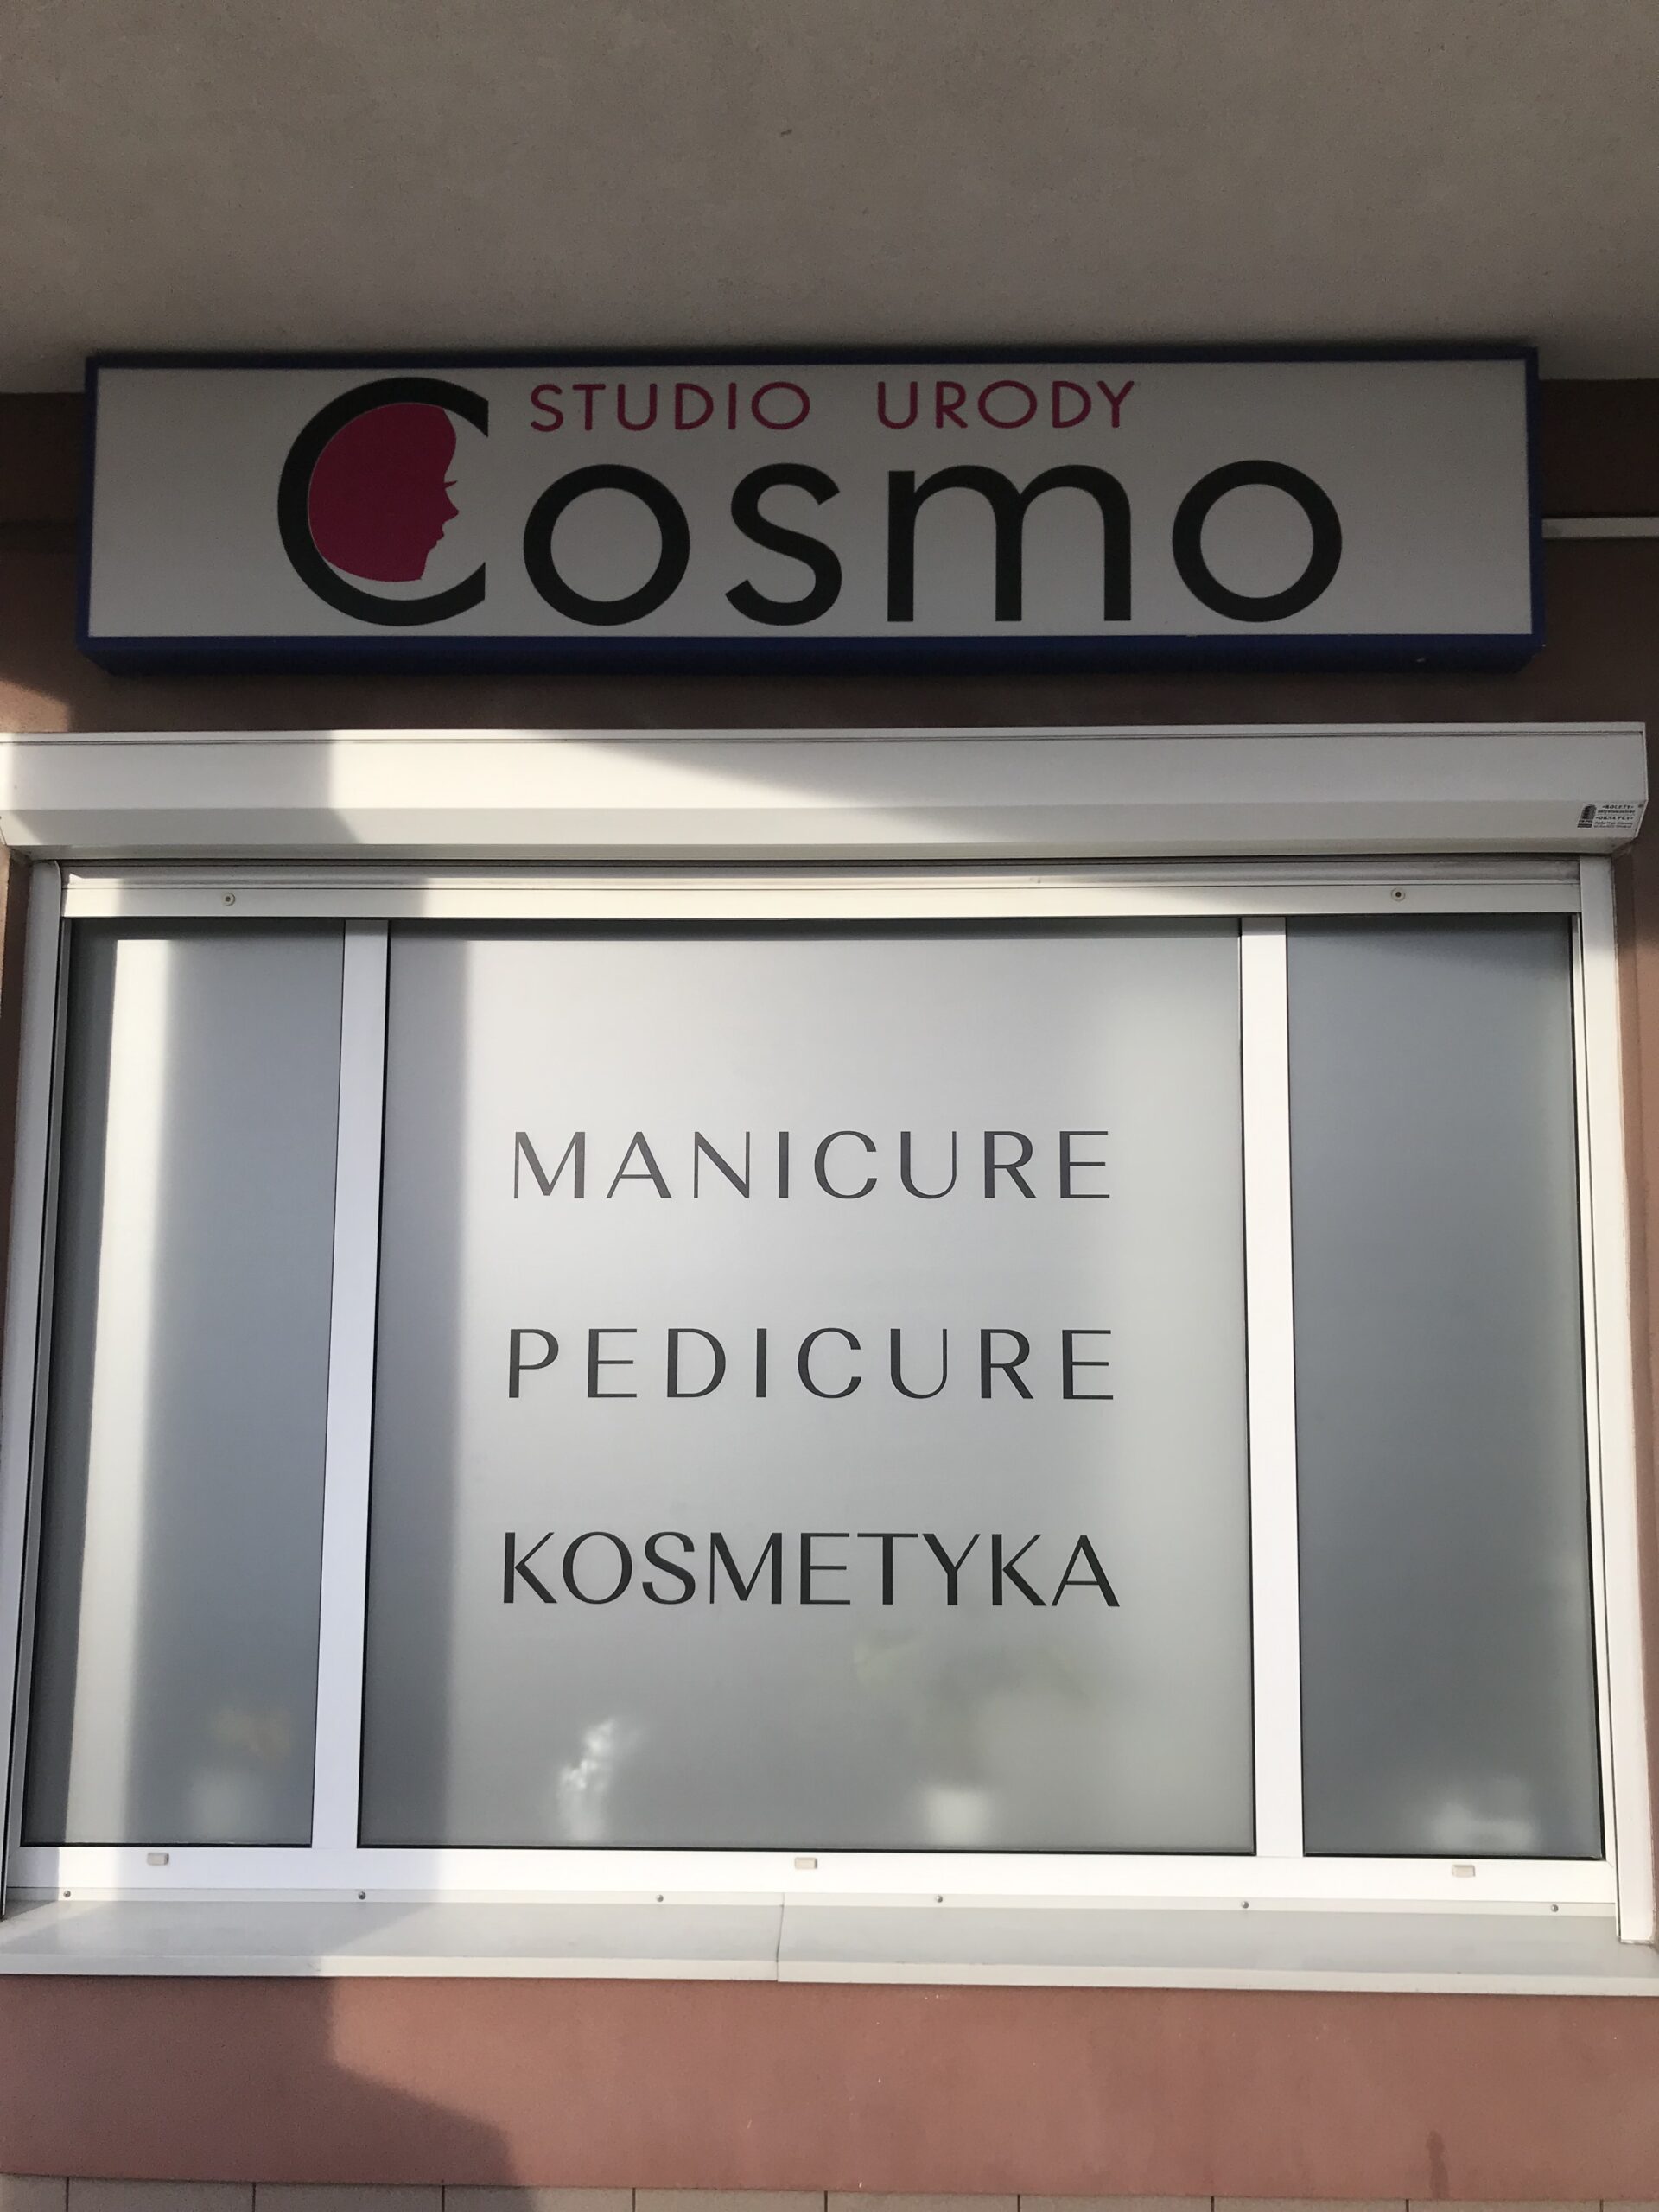 STUDIO URODY
Cosmo
MANICURE
PEDICURE
KOSMETYKA